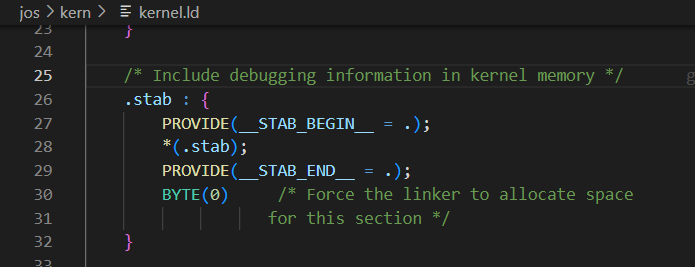 jos > kern > kernel.ld
23 }
24
25 /* Include debugging information in kernel memory */
26 .stab : {
27 PROVIDE(__STAB_BEGIN__ = .);
28 *(.stab);
29 PROVIDE(__STAB_END__ = .);
30 BYTE(0) /* Force the linker to allocate space
31 for this section */
32 }
33